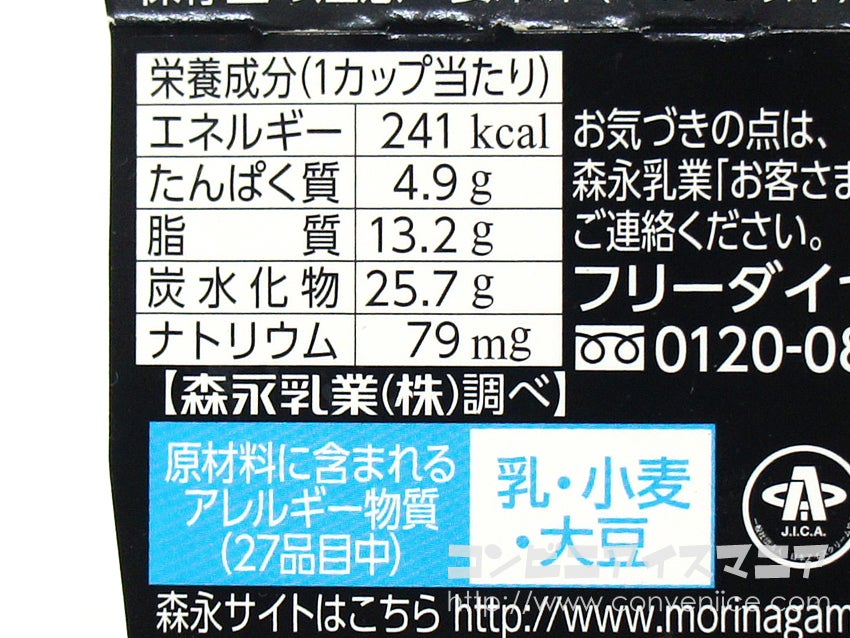 栄養成分(1カップ当たり)
エネルギー 241 kcal
たんぱく質 4.9 g
脂質 13.2 g
炭水化物 25.7 g
ナトリウム 79 mg
【森永乳業(株)調べ】
お気づきの点は、
森永乳業「お客さま
ご連絡ください。
フリーダイヤ
0120-08
原材料に含まれる
アレルギー物質
(27品目中)
乳・小麦
・大豆
J.I.C.A.
コンビニアイスマニア
森永サイトはこちら http://www.morinagam
http://www.conveniice.com